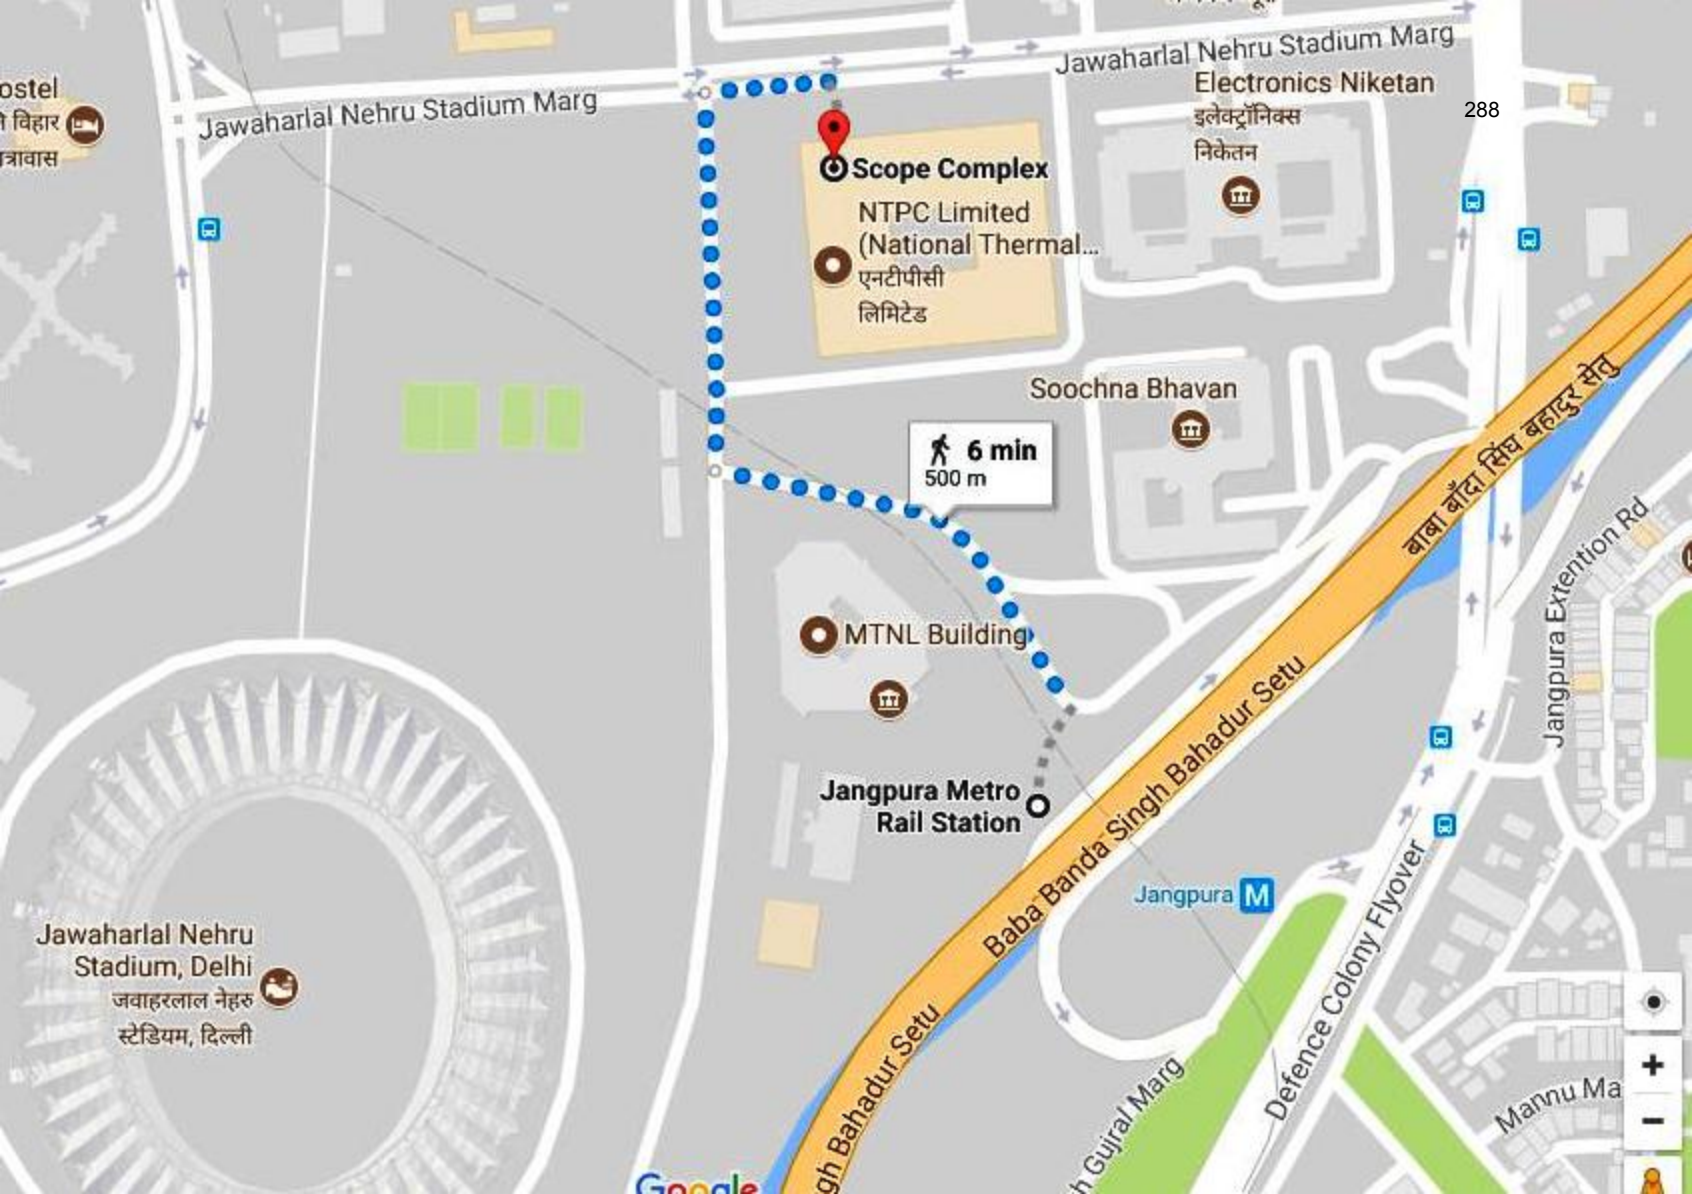 Jawaharlal Nehru Stadium Marg
Jawaharlal Nehru Stadium Marg
ostel
विहार
त्रावास
Electronics Niketan
इलेक्ट्रॉनिक्स
निकेतन
288
Scope Complex
NTPC Limited
(National Thermal...
एनटीपीसी
लिमिटेड
Soochna Bhavan
6 min
500 m
बाबा बाँदा सिंघ बहादुर सेतु
Jangpura Extention Rd
MTNL Building
Baba Banda Singh Bahadur Setu
Jangpura Metro
Rail Station
Jangpura M
Defence Colony Flyover
Jawaharlal Nehru
Stadium, Delhi
जवाहरलाल नेहरु
स्टेडियम, दिल्ली
gh Bahadur Setu
h Gujral Marg
Mannu Ma
+
−
Google